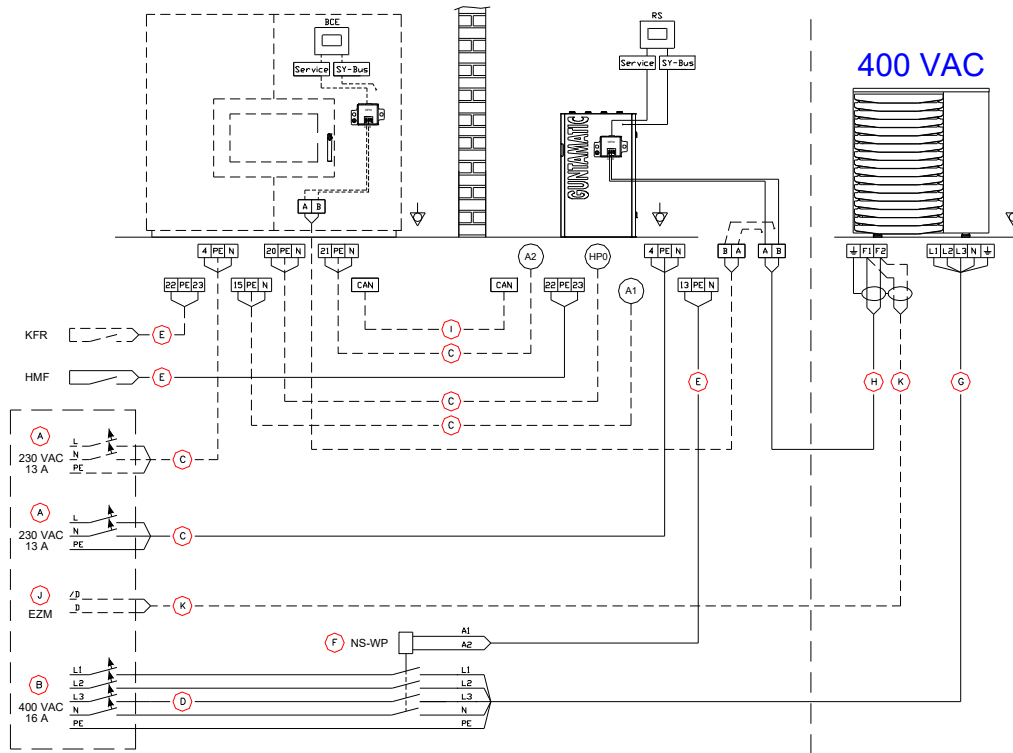 BCE
RS
Service SY-Bus
Service SY-Bus
400 VAC
GUNTAMATIC
A B
4 PE N
20 PE N
21 PE N
A2
HP0
4 PE N
B A
A B
F1 F2
L1 L2 L3 N
22 PE 23
15 PE N
CAN
CAN
22 PE 23
A1
13 PE N
KFR
E
I
C
HMF
E
E
H
K
G
C
C
A
230 VAC
13 A
L
N
PE
C
A
230 VAC
13 A
L
N
PE
C
J
EZM
/D
D
K
F NS-WP
A1
A2
B
400 VAC
16 A
L1
L2
L3
N
PE
D
L1
L2
L3
N
PE